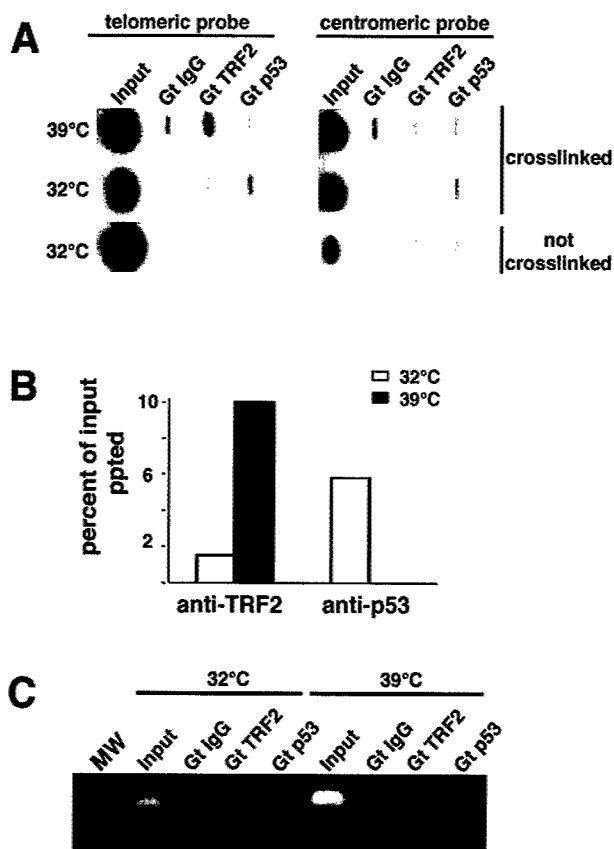 A
telomeric probe
centromeric probe
Input
Gt IgG
Gt TRF2
Gt p53
Input
Gt IgG
Gt TRF2
Gt p53
39°C
32°C
crosslinked
32°C
not
crosslinked
B
32°C
39°C
percent of input
ppted
10
6
2
anti-TRF2
anti-p53
C
32°C
39°C
MW
Input
Gt IgG
Gt TRF2
Gt p53
Input
Gt IgG
Gt TRF2
Gt p53